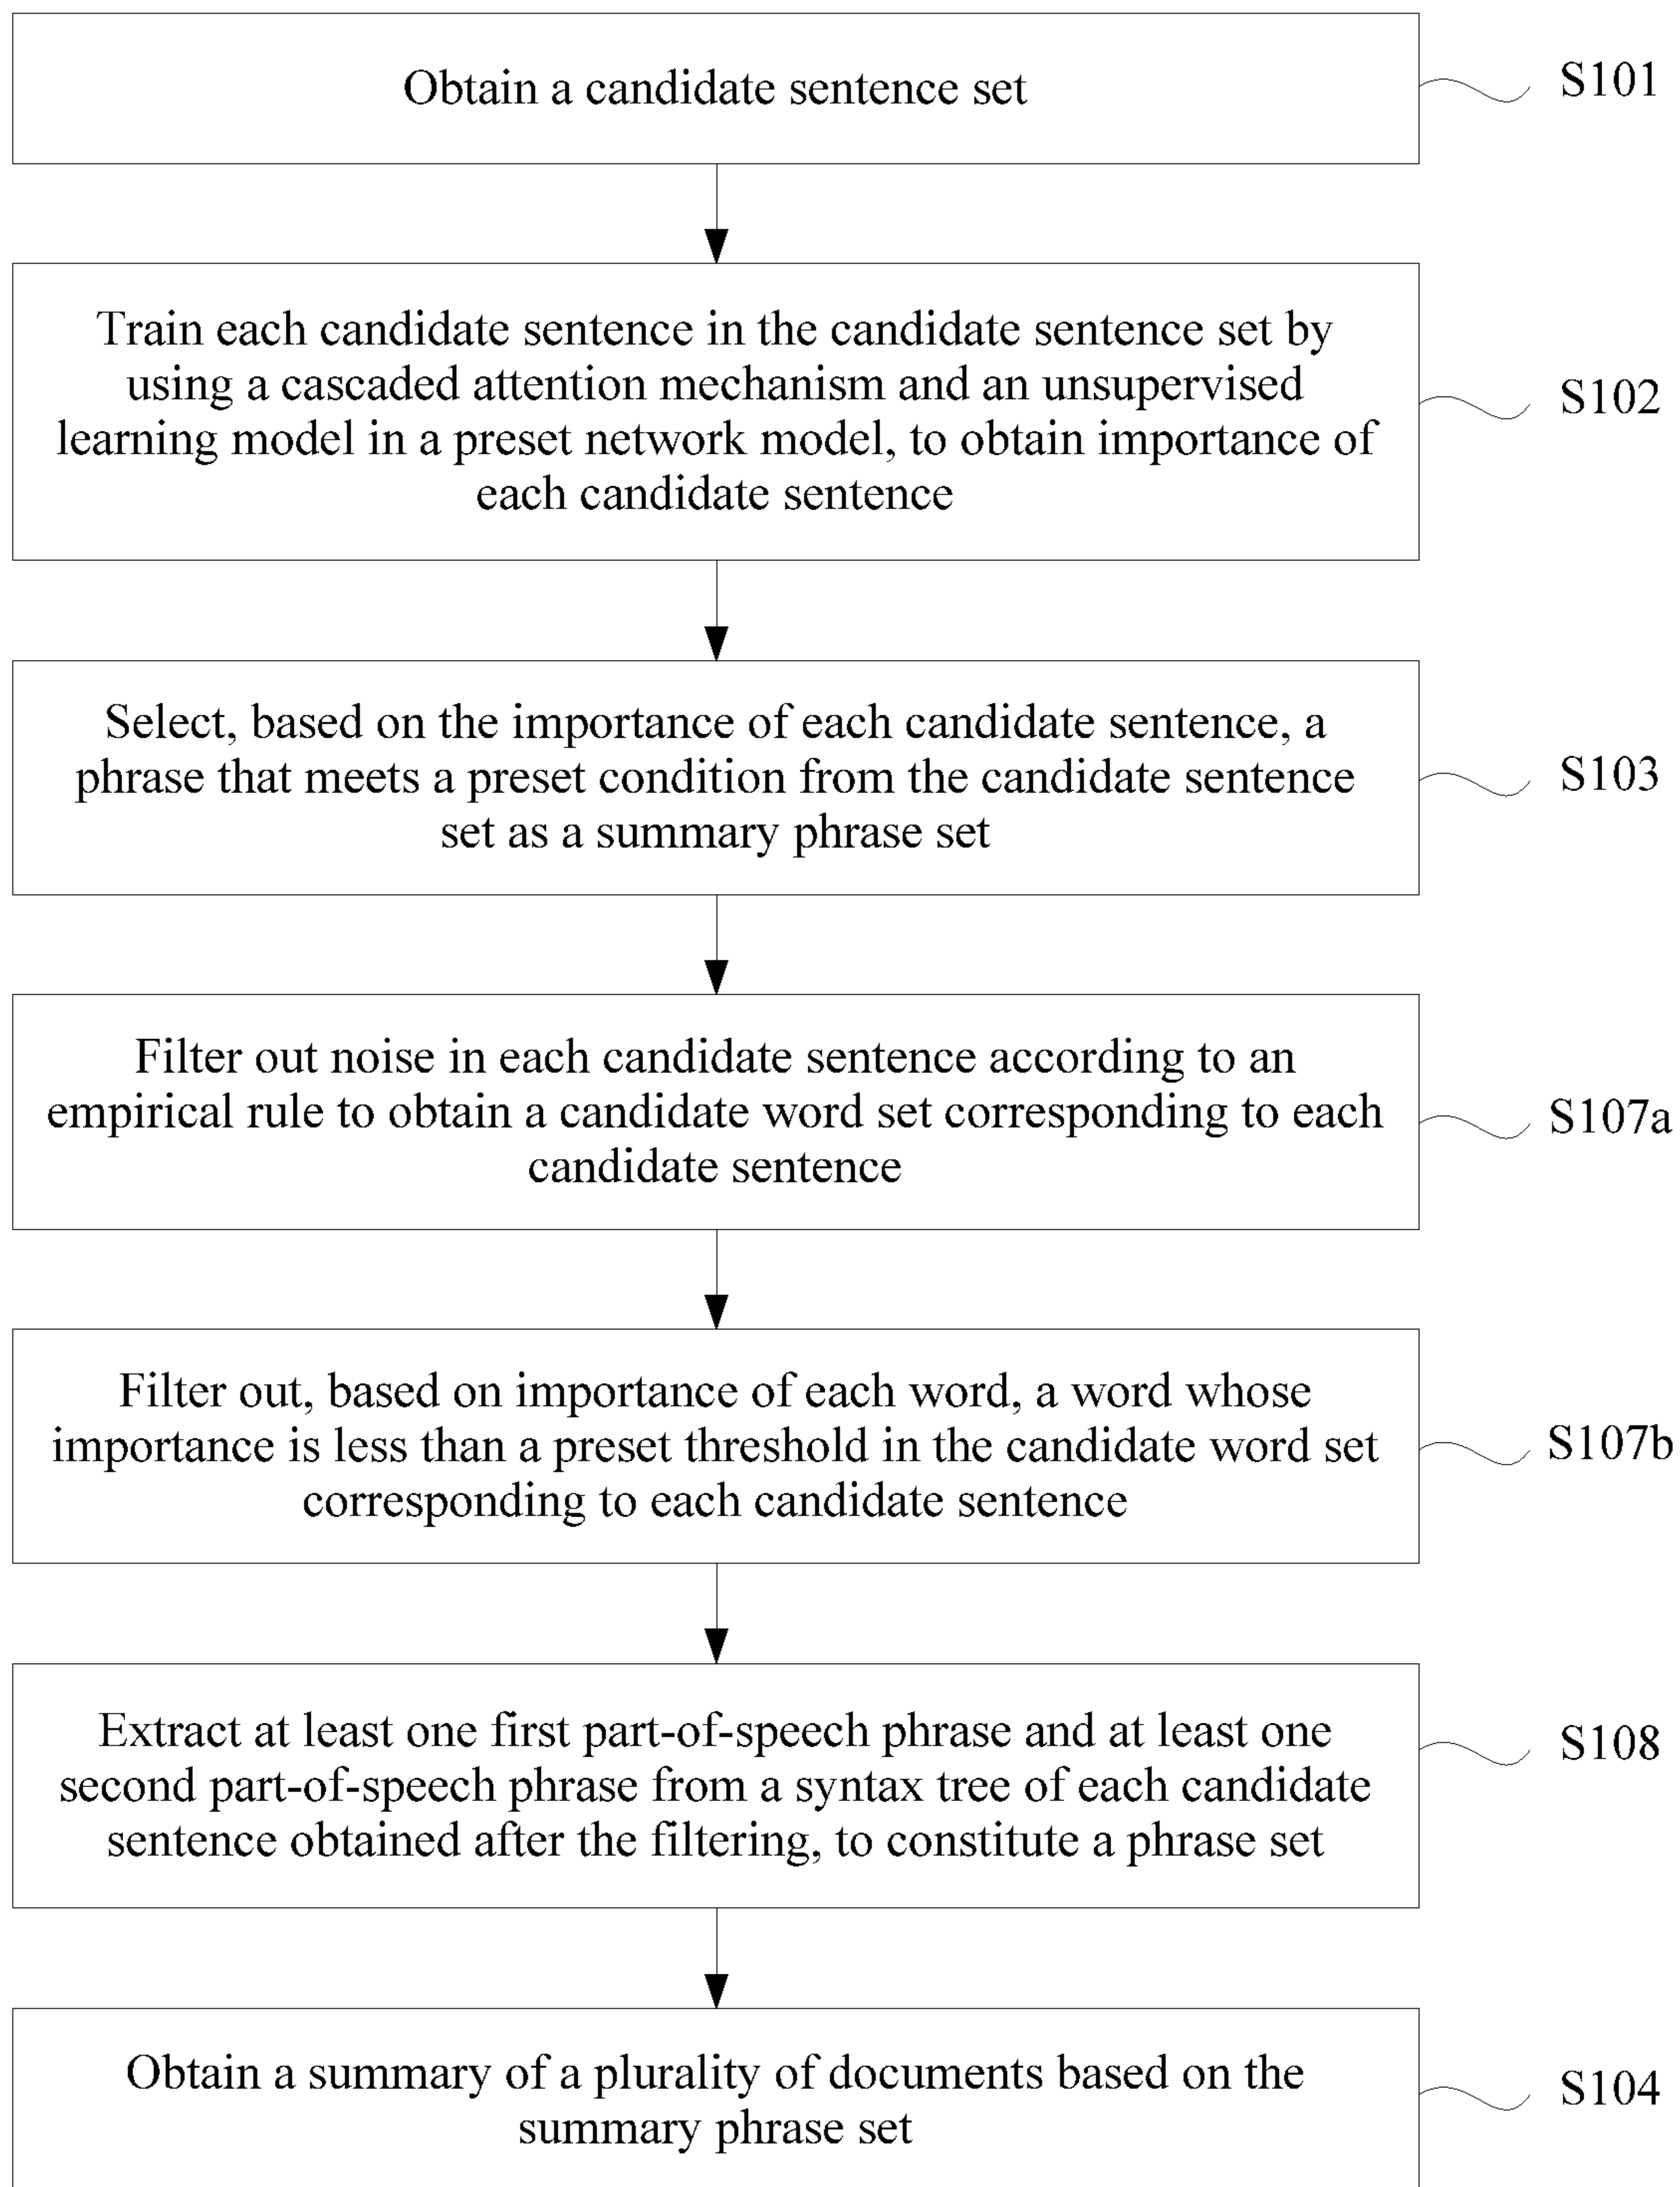 Obtain a candidate sentence set
S101
Train each candidate sentence in the candidate sentence set by
using a cascaded attention mechanism and an unsupervised
learning model in a preset network model, to obtain importance of
each candidate sentence
S102
Select, based on the importance of each candidate sentence, a
phrase that meets a preset condition from the candidate sentence
set as a summary phrase set
S103
Filter out noise in each candidate sentence according to an
empirical rule to obtain a candidate word set corresponding to each
candidate sentence
S107a
Filter out, based on importance of each word, a word whose
importance is less than a preset threshold in the candidate word set
corresponding to each candidate sentence
S107b
Extract at least one first part-of-speech phrase and at least one
second part-of-speech phrase from a syntax tree of each candidate
sentence obtained after the filtering, to constitute a phrase set
S108
Obtain a summary of a plurality of documents based on the
summary phrase set
S104